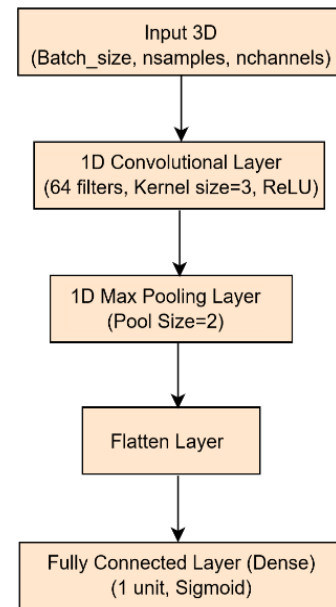 Input 3D
(Batch_size, nsamples, nchannels)
1D Convolutional Layer
(64 filters, Kernel size=3, ReLU)
1D Max Pooling Layer
(Pool Size=2)
Flatten Layer
Fully Connected Layer (Dense)
(1 unit, Sigmoid)